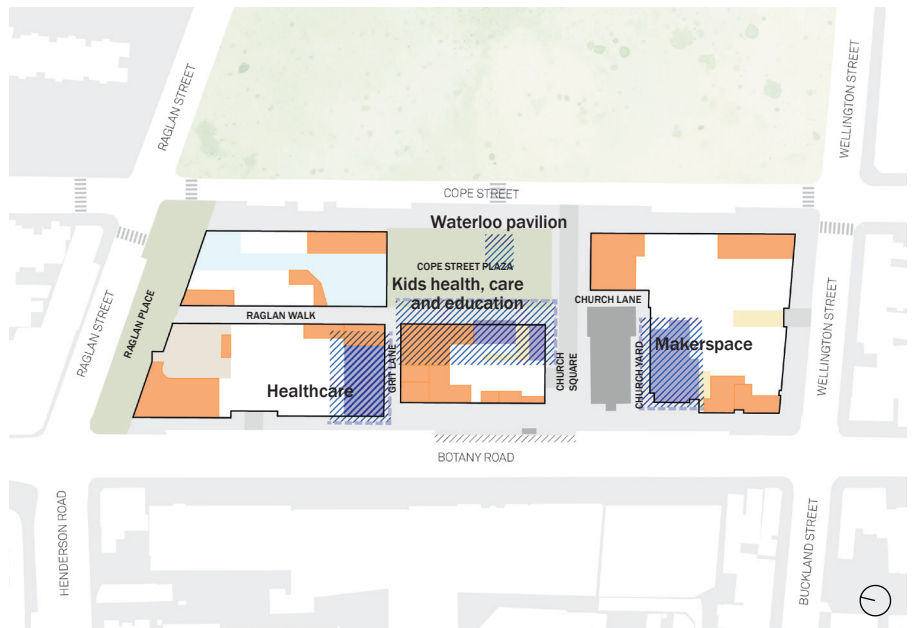 RAGLAN STREET
WELLINGTON STREET
COPE STREET
Waterloo pavilion
COPE STREET PLAZA
Kids health, care
and education
CHURCH LANE
RAGLAN WALK
RAGLAN PLACE
RAGLAN STREET
WELLINGTON STREET
Makerspace
Healthcare
GRIT LANE
CHURCH
SQUARE
CHURCH YARD
BOTANY ROAD
HENDERSON ROAD
BUCKLAND STREET